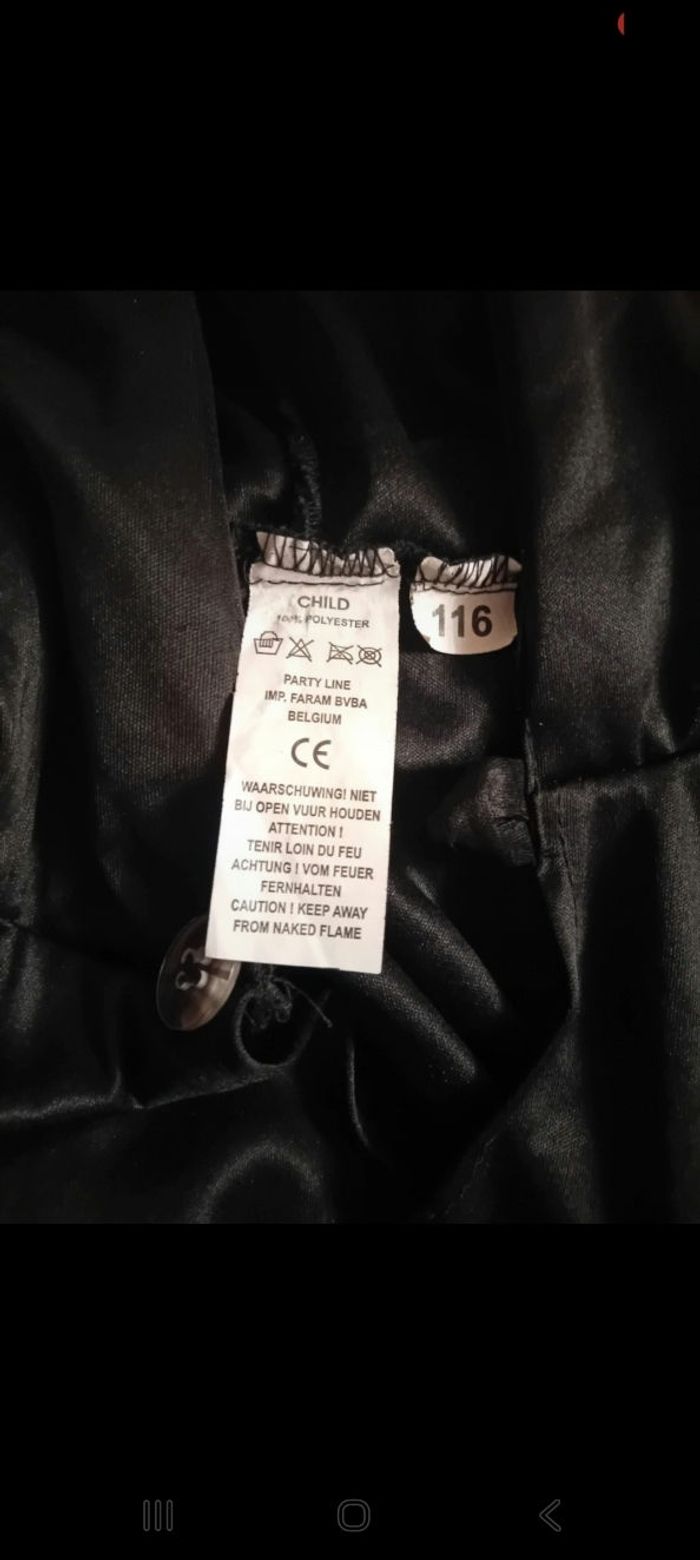 CHILD
100% POLYESTER
PARTY LINE
IMP. FARAM BVBA
BELGIUM
CE
WAARSCHUWING! NIET
BIJ OPEN VUUR HOUDEN
ATTENTION !
TENIR LOIN DU FEU
ACHTUNG ! VOM FEUER
FERNHALTEN
CAUTION ! KEEP AWAY
FROM NAKED FLAME
116